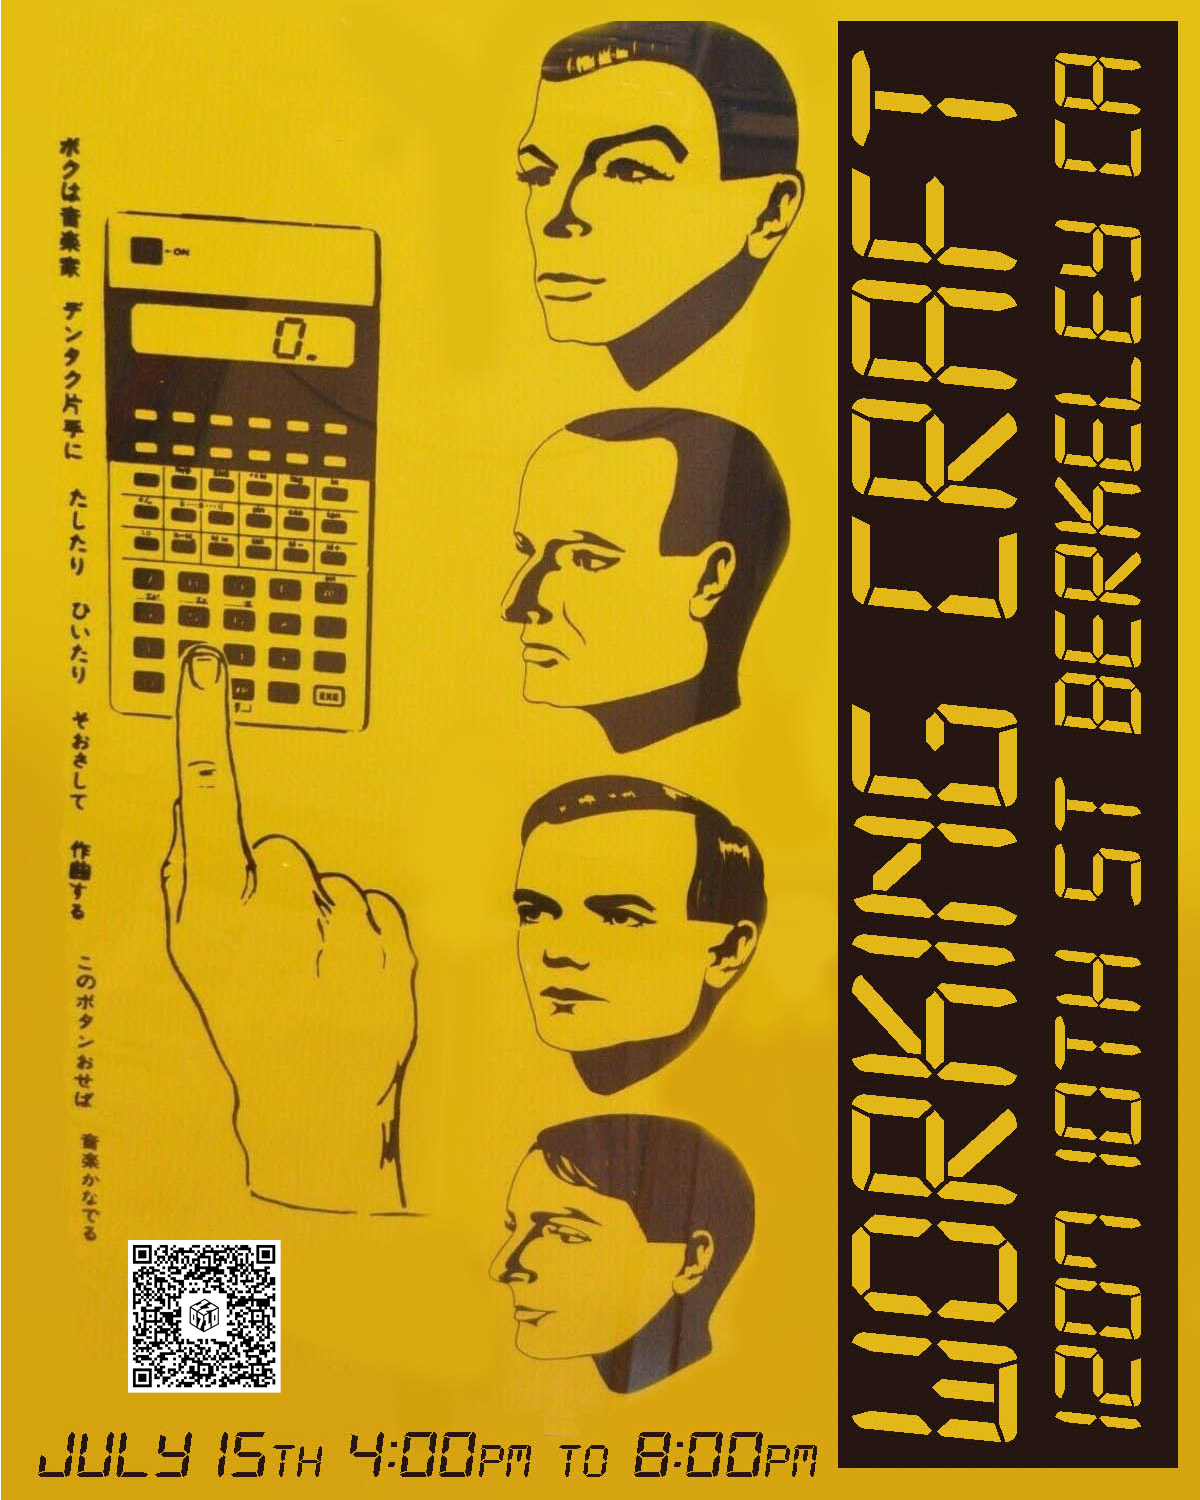 ボクは音楽家 デンタク片手に たしたり ひいたり そおさして 作曲する このボタンおせば 音楽かなでる
←ON
0.
EXE
WORKING CRAFT
1207 10TH ST BERKELEY CA
JULY 15TH 4:00PM TO 8:00PM